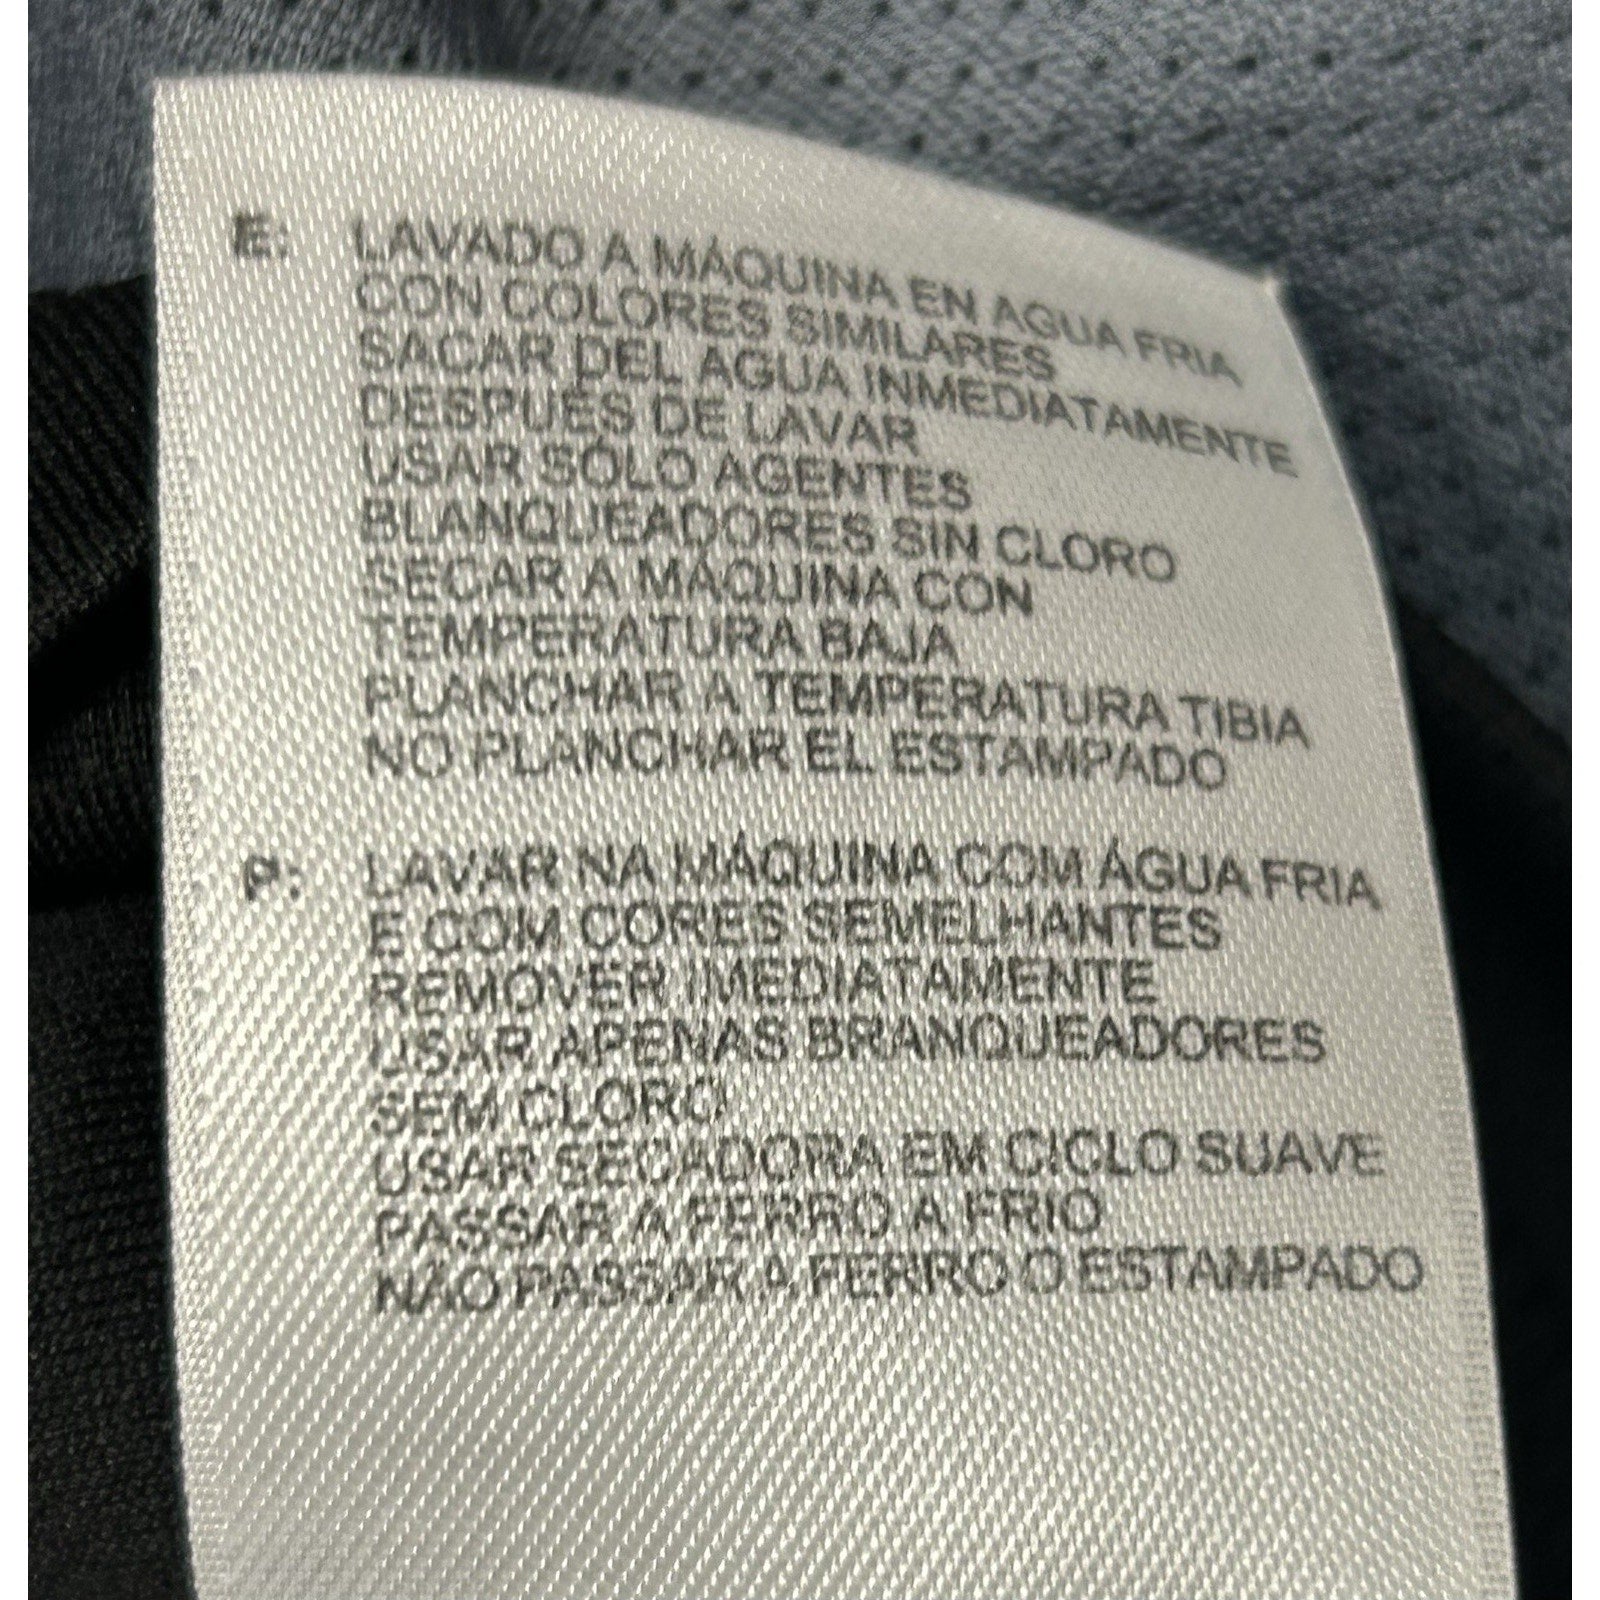 E: LAVADO A MÁQUINA EN AGUA FRIA
CON COLORES SIMILARES
SACAR DEL AGUA INMEDIATAMENTE
DESPUÉS DE LAVAR
USAR SÓLO AGENTES
BLANQUEADORES SIN CLORO
SECAR A MÁQUINA CON
TEMPERATURA BAJA
PLANCHAR A TEMPERATURA TIBIA
NO PLANCHAR EL ESTAMPADO
P: LAVAR NA MÁQUINA COM ÁGUA FRIA
E COM CORES SEMELHANTES
REMOVER IMEDIATAMENTE
USAR APENAS BRANQUEADORES
SEM CLORO
USAR SECADORA EM CICLO SUAVE
PASSAR A FERRO A FRIO
NÃO PASSAR A FERRO O ESTAMPADO